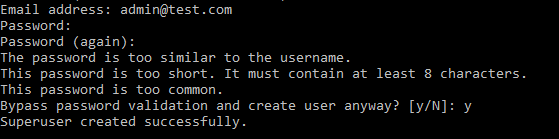 Email address: admin@test.com
Password:
Password (again):
The password is too similar to the username.
This password is too short. It must contain at least 8 characters.
This password is too common.
Bypass password validation and create user anyway? [y/N]: y
Superuser created successfully.